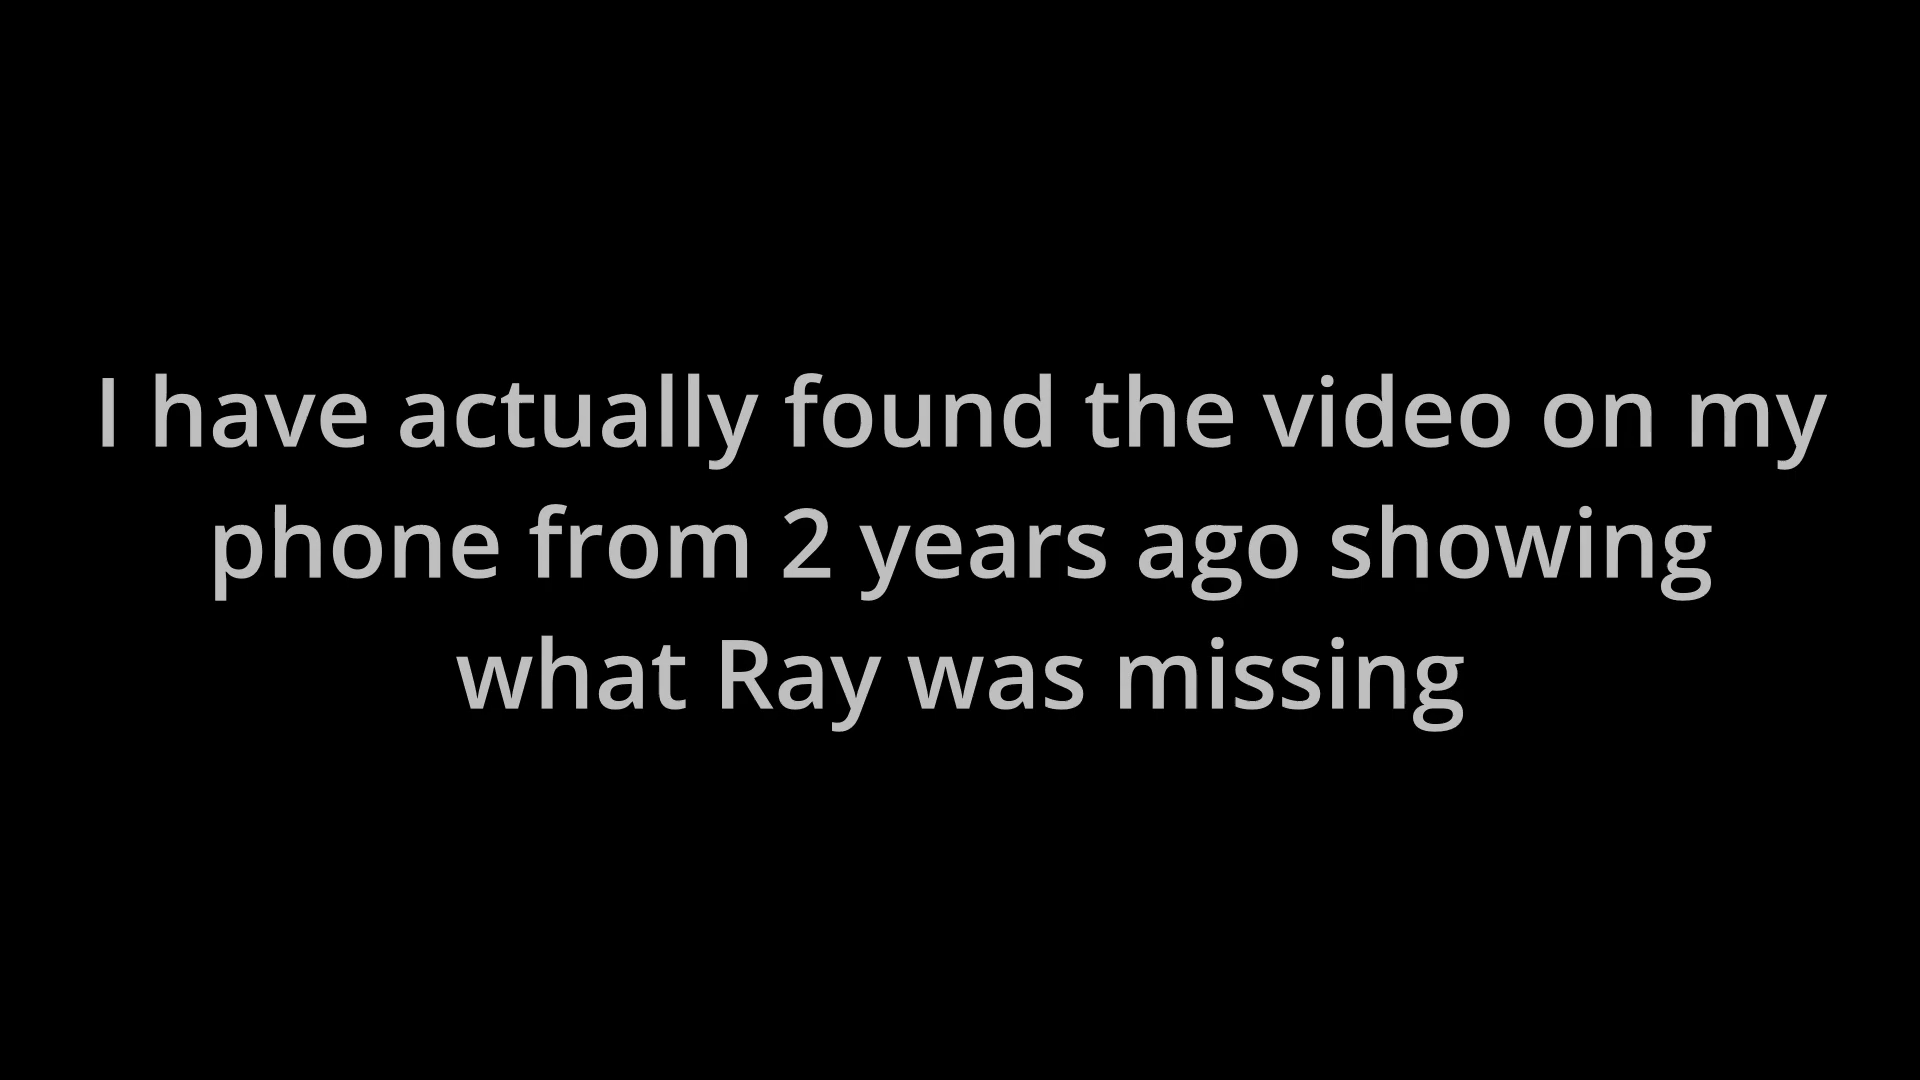 I have actually found the video on my
phone from 2 years ago showing
what Ray was missing